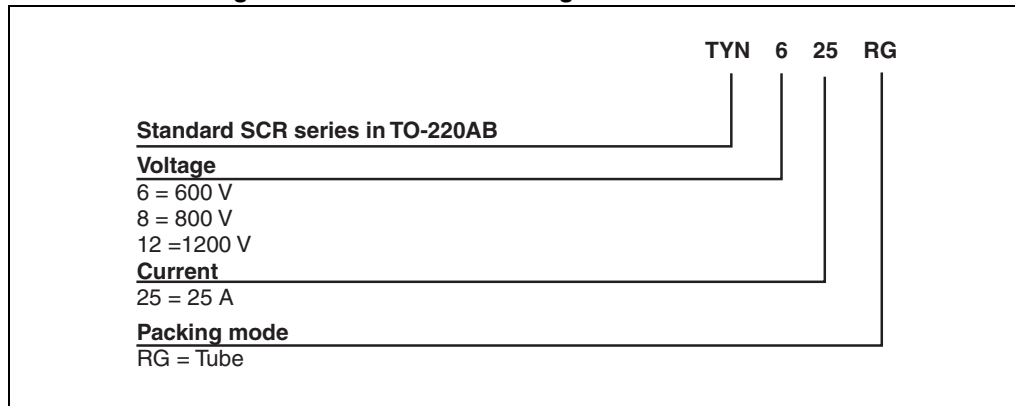 TYN 6 25 RG
Standard SCR series in TO-220AB
Voltage
6 = 600 V
8 = 800 V
12 =1200 V
Current
25 = 25 A
Packing mode
RG = Tube